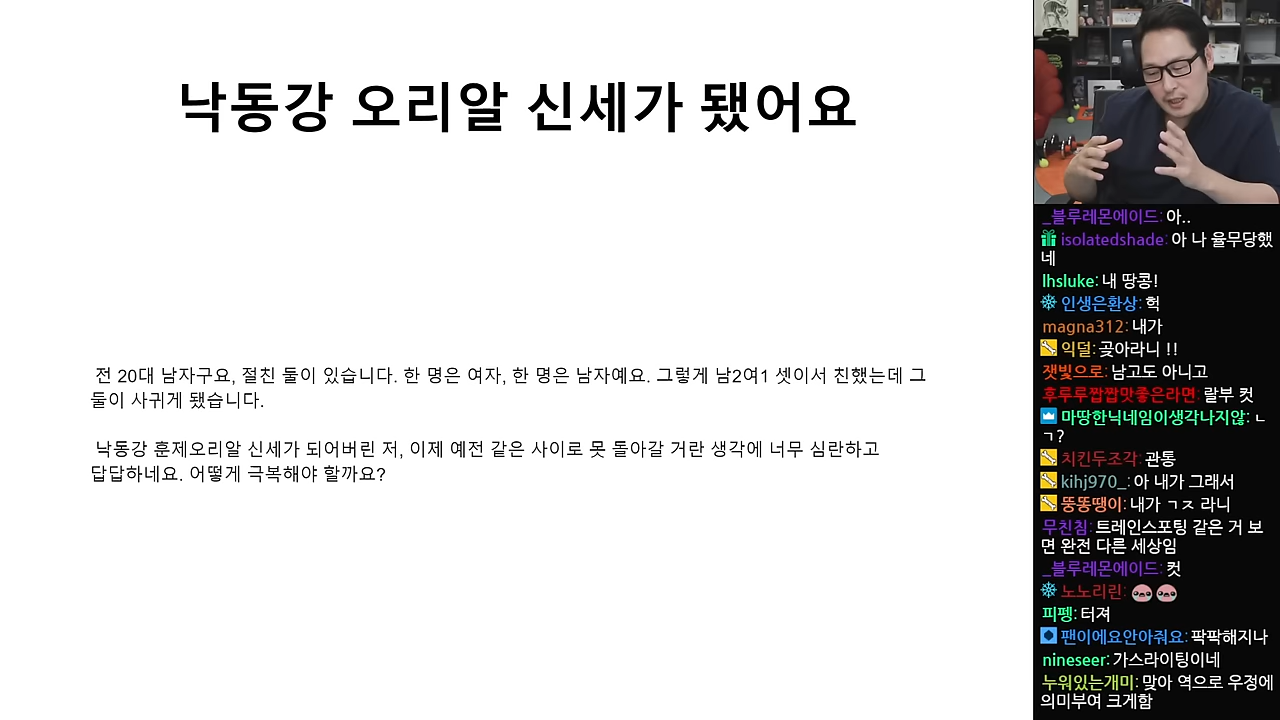 낙동강 오리알 신세가 됐어요
전 20대 남자구요, 절친 둘이 있습니다. 한 명은 여자, 한 명은 남자예요. 그렇게 남2여1 셋이서 친했는데 그
둘이 사귀게 됐습니다.
낙동강 훈제오리알 신세가 되어버린 저, 이제 예전 같은 사이로 못 돌아갈 거란 생각에 너무 심란하고
답답하네요. 어떻게 극복해야 할까요?
_블루레몬에이드: 아..
isolatedshade: 아 나 율무당했
네
lhsluke: 내 땅콩!
인생은환상: 헉
magna312: 내가
익덜: 곶아라니 !!
잿빛으로: 남고도 아니고
후루루짭짭맛좋은라면: 랄부 컷
마땅한닉네임이생각나지않: ㄴ
ㄱ?
치킨두조각: 관통
kihj970_: 아 내가 그래서
뚱똥땡이: 내가 ㄱㅈ 라니
무친침: 트레인스포팅 같은 거 보
면 완전 다른 세상임
_블루레몬에이드: 컷
노노리린:
피펭: 터져
팬이에요안아줘요: 팍팍해지나
nineseer: 가스라이팅이네
누워있는개미: 맞아 역으로 우정에
의미부여 크게함